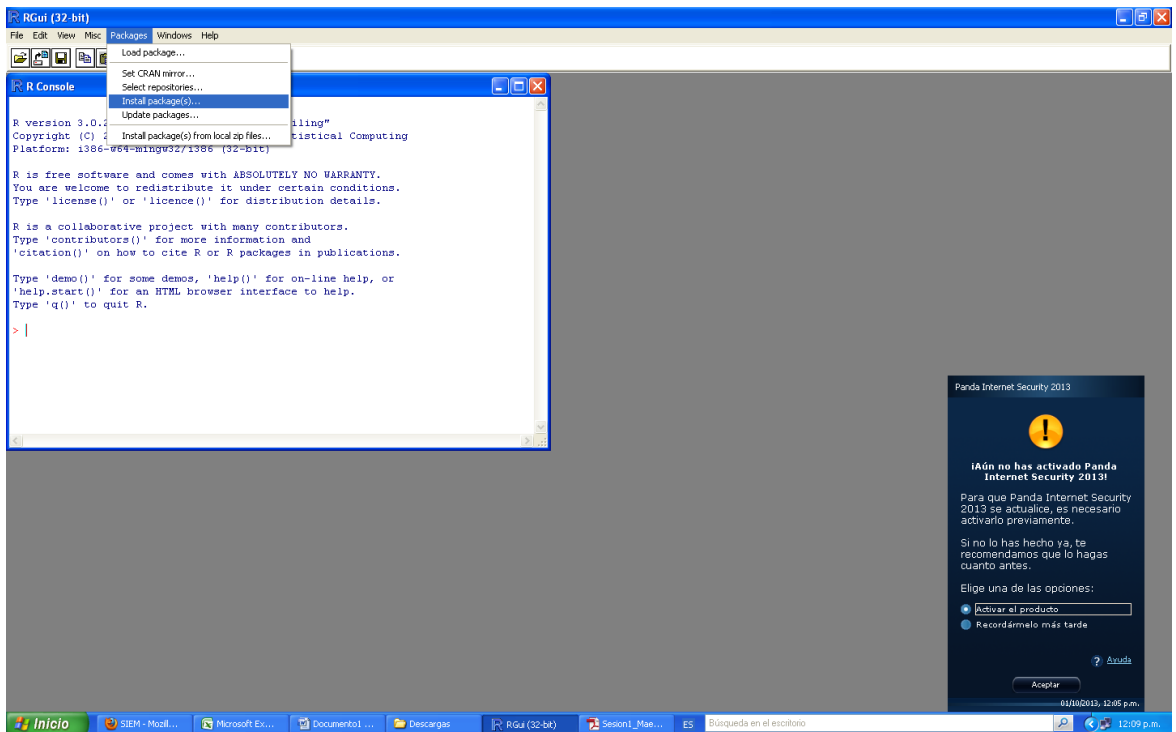 RGui (32-bit)
File Edit View Misc Packages Windows Help
Load package...
Set CRAN mirror...
Select repositories...
Install package(s)...
Update packages...
Install package(s) from local zip files...
R Console
R version 3.0.2 iling"
Copyright (C) 2 tistical Computing
Platform: i386-w64-mingw32/i386 (32-bit)
R is free software and comes with ABSOLUTELY NO WARRANTY.
You are welcome to redistribute it under certain conditions.
Type 'license()' or 'licence()' for distribution details.
R is a collaborative project with many contributors.
Type 'contributors()' for more information and
'citation()' on how to cite R or R packages in publications.
Type 'demo()' for some demos, 'help()' for on-line help, or
'help.start()' for an HTML browser interface to help.
Type 'q()' to quit R.
>
Panda Internet Security 2013
¡Aún no has activado Panda
Internet Security 2013!
Para que Panda Internet Security
2013 se actualice, es necesario
activarlo previamente.
Si no lo has hecho ya, te
recomendamos que lo hagas
cuanto antes.
Elige una de las opciones:
Activar el producto
Recordármelo más tarde
? Ayuda
Aceptar
01/10/2013, 12:05 p.m.
Inicio SIEM - Mozill... Microsoft Ex... Documento1 ... Descargas RGui (32-bit) Sesion1_Mae... ES Búsqueda en el escritorio 12:09 p.m.